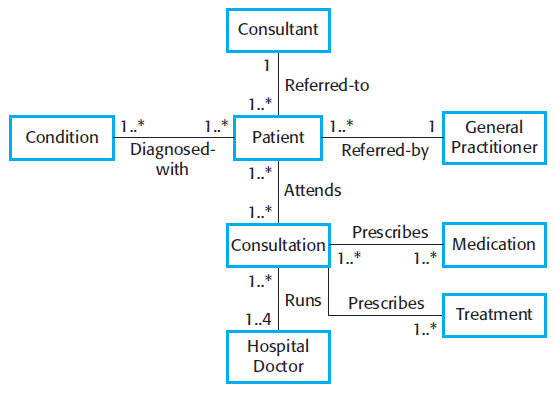 Consultant
1
Referred-to
1..*
Condition
1..*
1..*
Diagnosed-
with
Patient
1..*
1
Referred-by
General
Practitioner
1..*
Attends
1..*
Consultation
Prescribes
1..*
1..*
Medication
1..*
Runs
1..4
Prescribes
1..*
Treatment
Hospital
Doctor